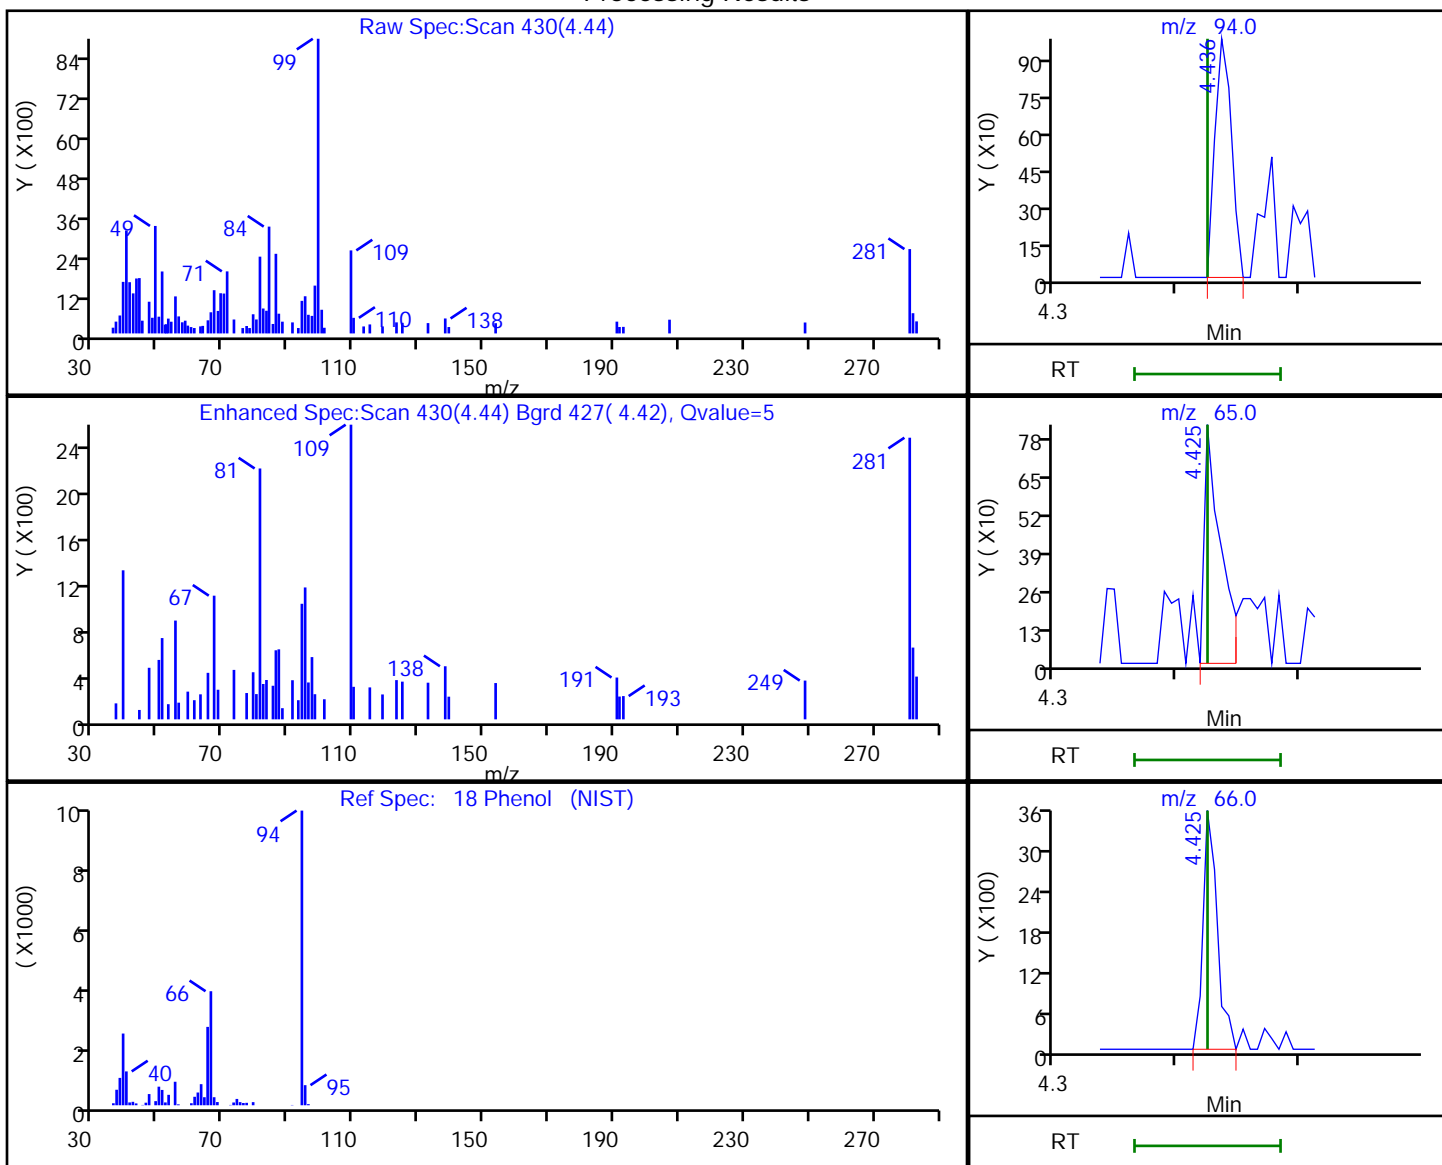 Processing Results
Raw Spec:Scan 430(4.44)
Y ( X100)
84
72
60
48
36
24
12
0
99
49
84
71
109
110
138
281
30 70 110 150 190 230 270
m/z
m/z 94.0
Y ( X10)
90
75
60
45
30
15
0
4.436
4.3
Min
RT
Enhanced Spec:Scan 430(4.44) Bgrd 427( 4.42), Qvalue=5
Y ( X100)
24
20
16
12
8
4
0
109
81
67
138
191
193
249
281
30 70 110 150 190 230 270
m/z
m/z 65.0
Y ( X10)
78
65
52
39
26
13
0
4.425
4.3
Min
RT
Ref Spec: 18 Phenol (NIST)
( X1000)
10
8
6
4
2
0
94
66
40
95
30 70 110 150 190 230 270
m/z 66.0
Y ( X100)
36
30
24
18
12
6
0
4.425
4.3
Min
RT